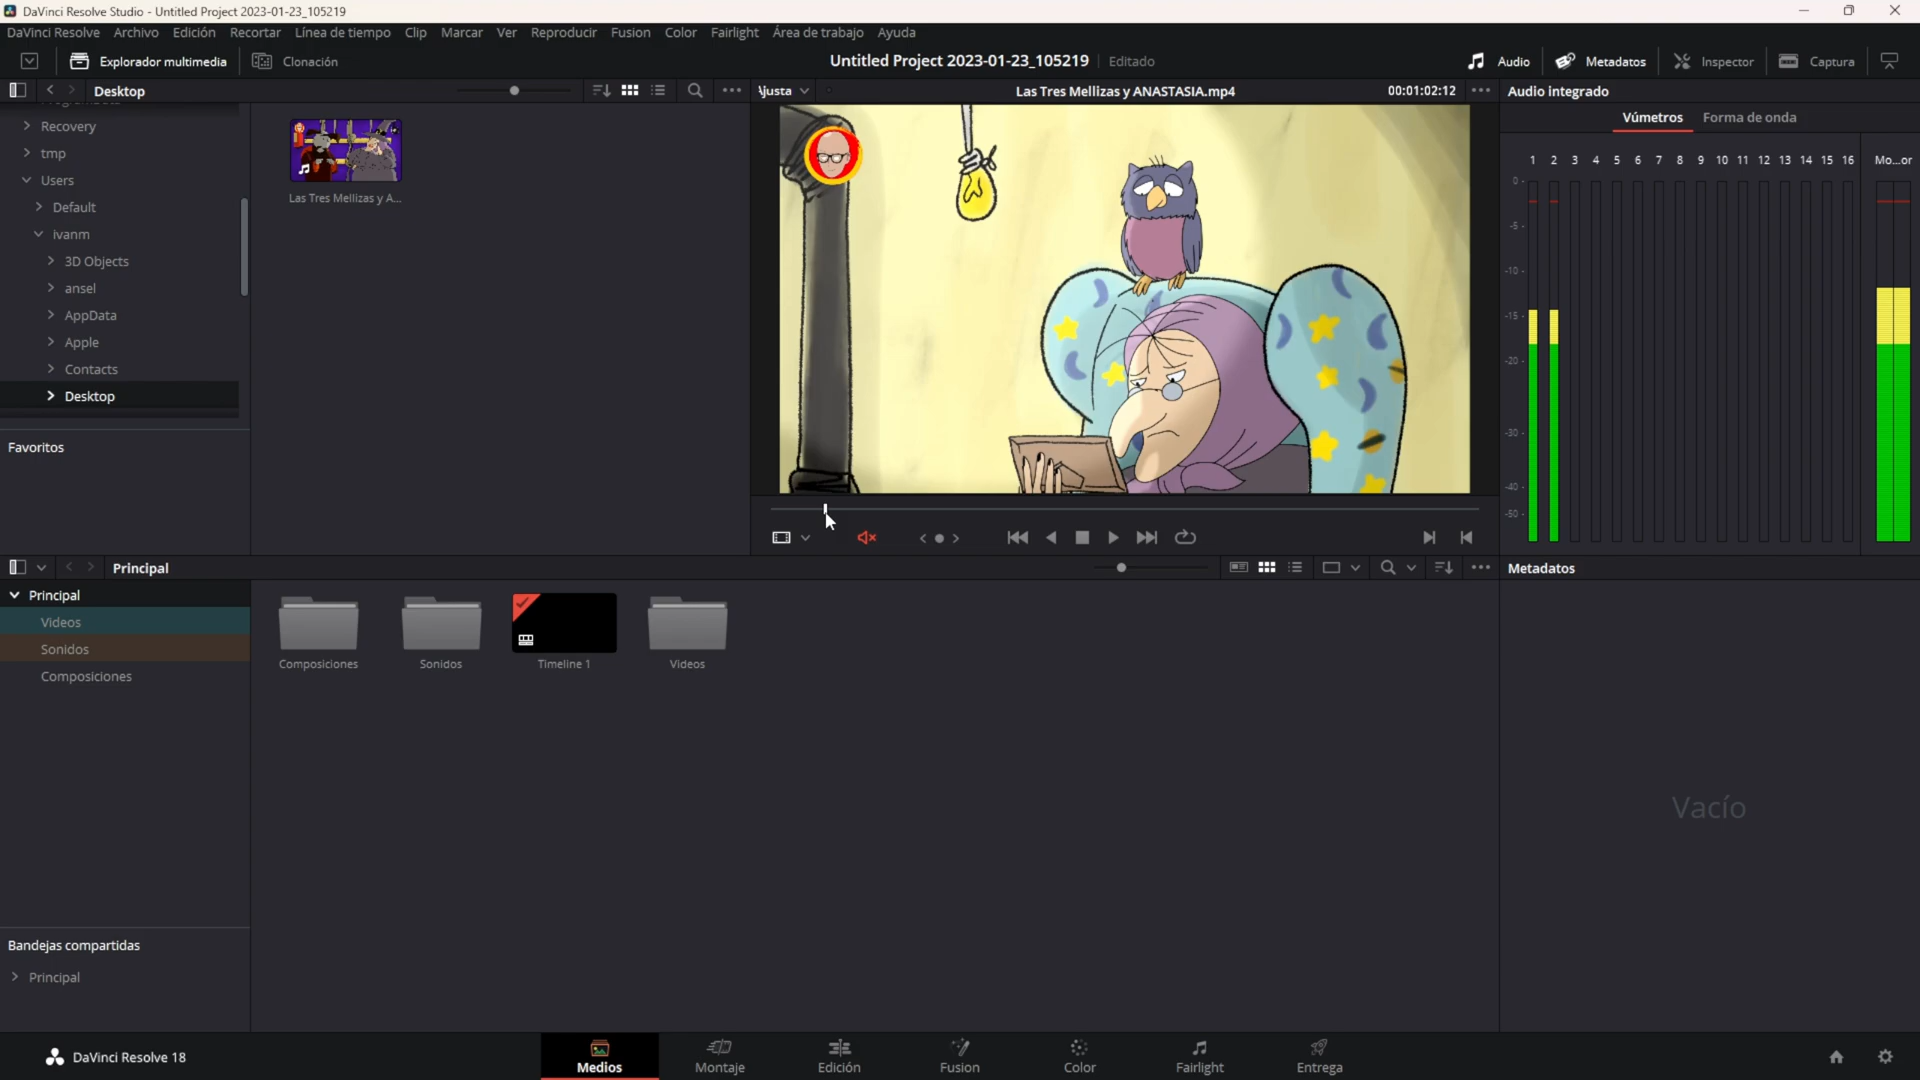 DaVinci Resolve Studio - Untitled Project 2023-01-23_105219
DaVinci Resolve Archivo Edición Recortar Línea de tiempo Clip Marcar Ver Reproducir Fusion Color Fairlight Área de trabajo Ayuda
Explorador multimedia Clonación Untitled Project 2023-01-23_105219 Editado Audio Metadatos Inspector Captura
Desktop Las Tres Mellizas y ANASTASIA.mp4 00:01:02:12 Audio integrado
Vúmetros Forma de onda
Recovery
tmp
Users
Default
ivanm
3D Objects
ansel
AppData
Apple
Contacts
Desktop
Favoritos
Las Tres Mellizas y A...
1 2 3 4 5 6 7 8 9 10 11 12 13 14 15 16 Mo...or
0
-5
-10
-15
-20
-30
-40
-50
Principal Metadatos
Principal
Videos
Sonidos
Composiciones
Composiciones Sonidos Timeline 1 Videos
Vacío
Bandejas compartidas
Principal
DaVinci Resolve 18 Medios Montaje Edición Fusion Color Fairlight Entrega